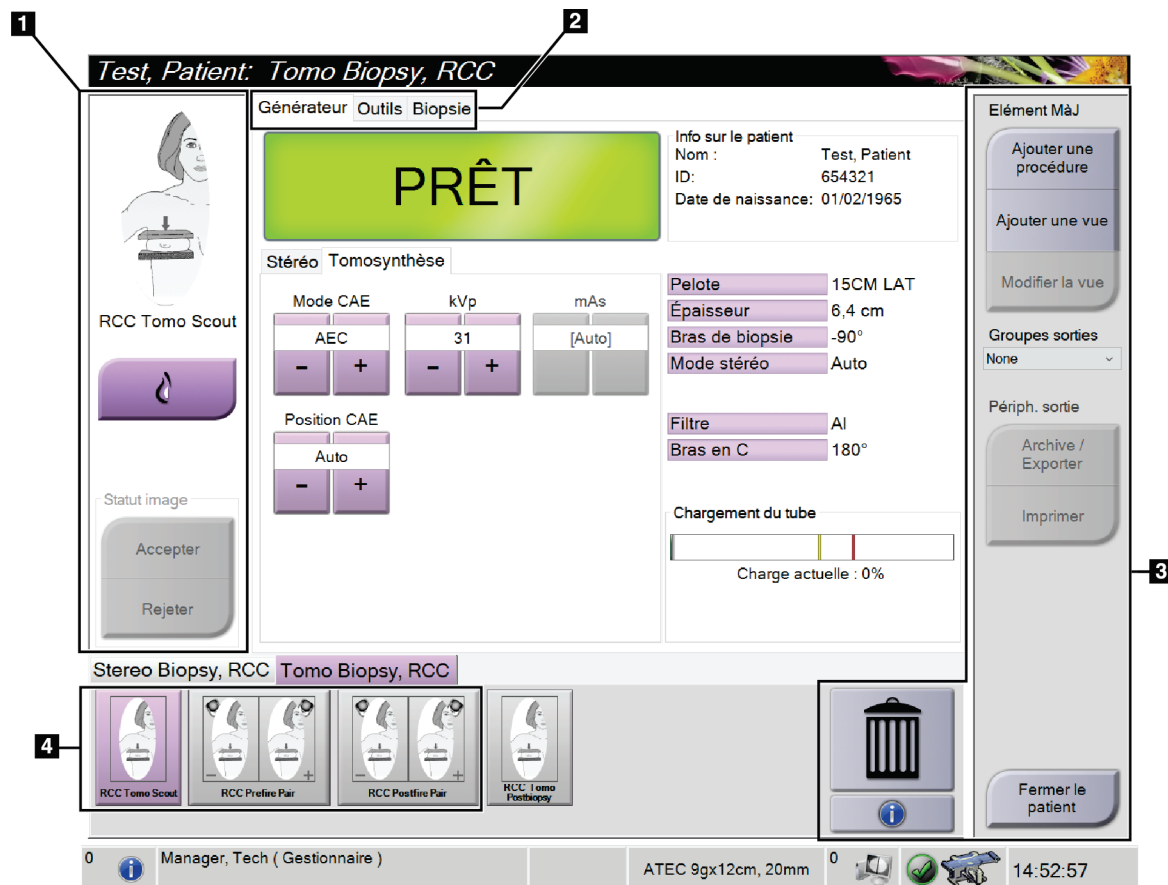 1
2
Test, Patient: Tomo Biopsy, RCC
Générateur Outils Biopsie
PRÊT
Info sur le patient
Nom : Test, Patient
ID: 654321
Date de naissance: 01/02/1965
Elément MàJ
Ajouter une
procédure
Ajouter une vue
Modifier la vue
Groupes sorties
None
Périph. sortie
Archive /
Exporter
Imprimer
3
RCC Tomo Scout
Statut image
Accepter
Rejeter
Stéréo Tomosynthèse
Mode CAE kVp mAs
AEC 31 [Auto]
- + - +
Position CAE
Auto
- +
Pelote 15CM LAT
Épaisseur 6,4 cm
Bras de biopsie -90°
Mode stéréo Auto
Filtre Al
Bras en C 180°
Chargement du tube
Charge actuelle : 0%
Stereo Biopsy, RCC Tomo Biopsy, RCC
4
- + - +
RCC Tomo Scout
RCC Prefire Pair
RCC Postfire Pair
RCC Tomo
Postbiopsy
Fermer le
patient
0 Manager, Tech ( Gestionnaire ) ATEC 9gx12cm, 20mm 0 14:52:57